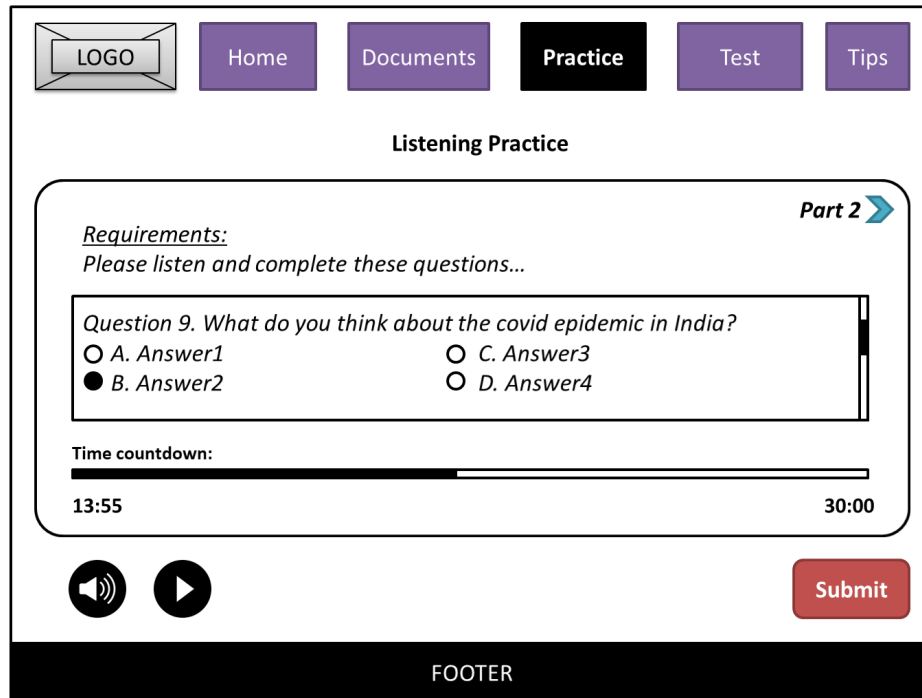 LOGO Home Documents Practice Test Tips
Listening Practice
Part 2
Requirements:
Please listen and complete these questions...
Question 9. What do you think about the covid epidemic in India?
A. Answer1 C. Answer3
B. Answer2 D. Answer4
Time countdown:
13:55 30:00
Submit
FOOTER